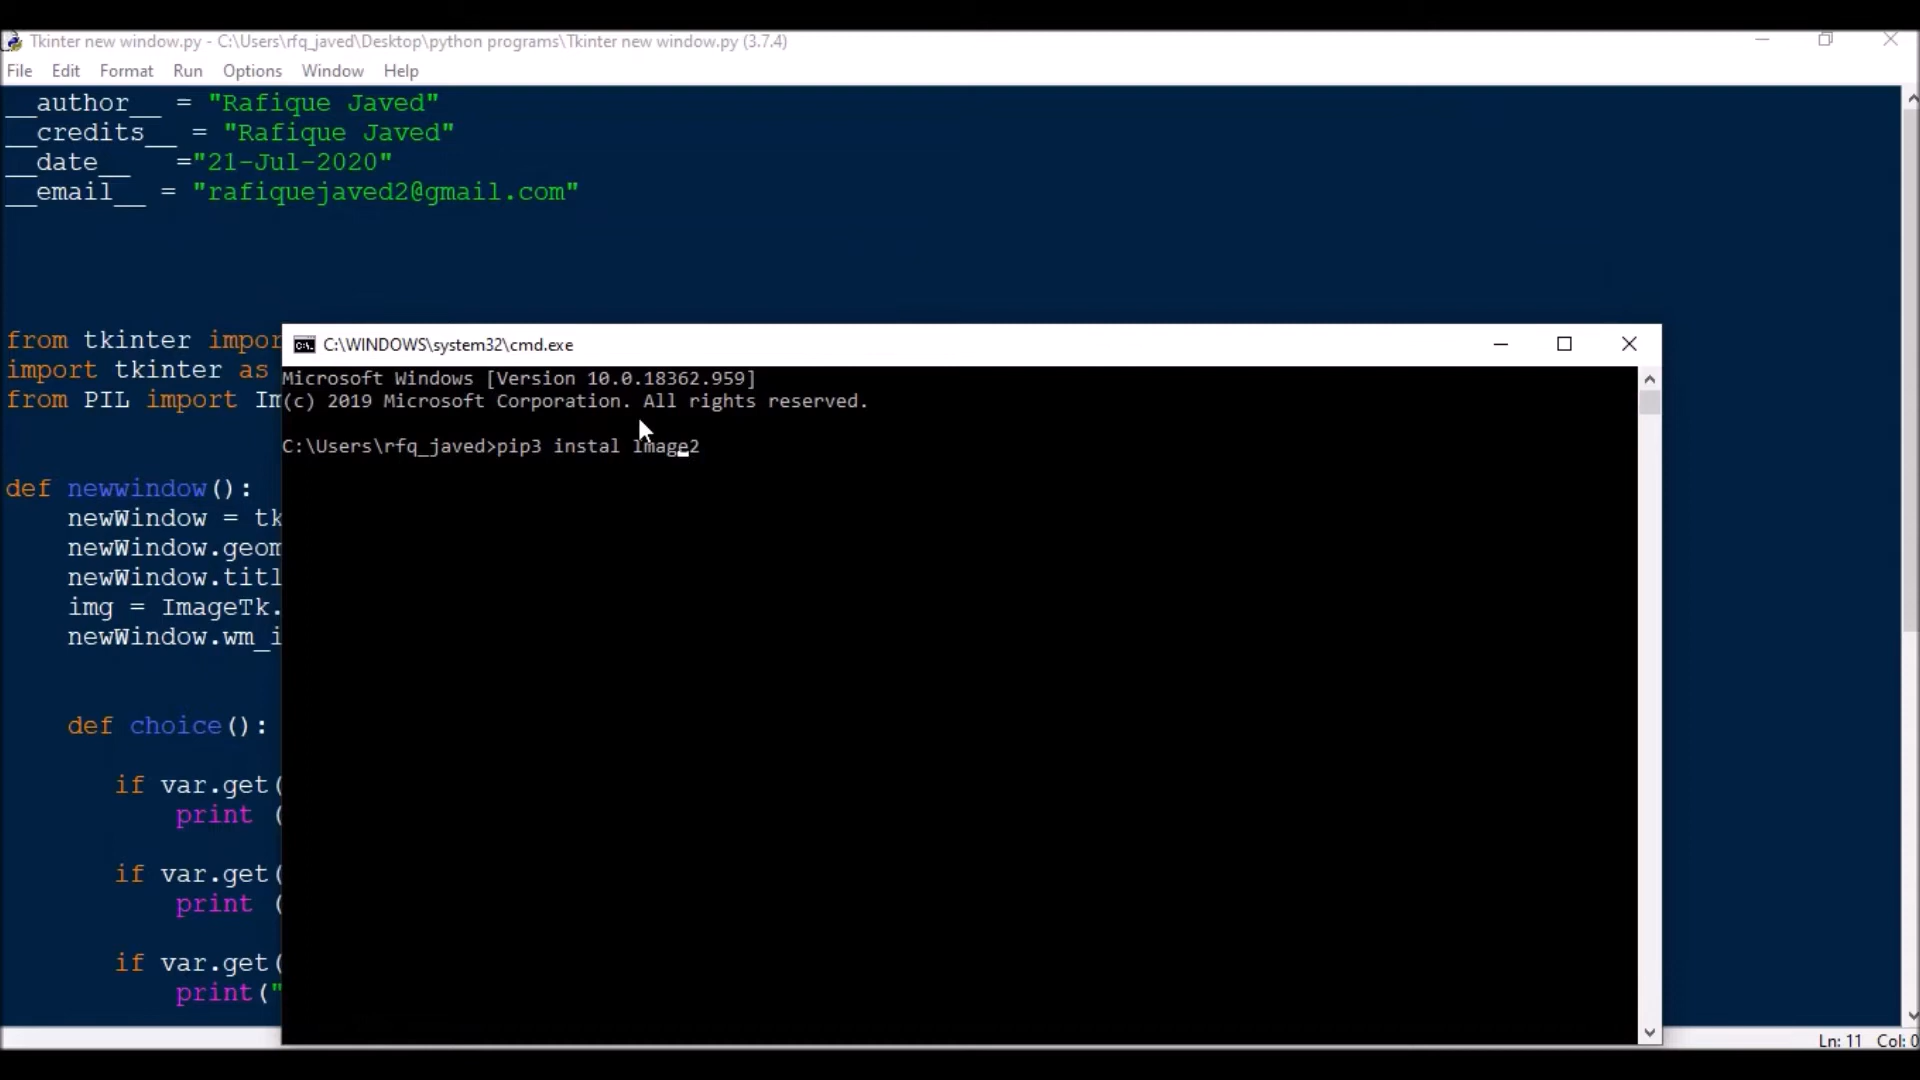 Tkinter new window.py - C:\Users\rfq_javed\Desktop\python programs\Tkinter new window.py (3.7.4)
File Edit Format Run Options Window Help
__author__ = "Rafique Javed"
__credits__ = "Rafique Javed"
__date__ ="21-Jul-2020"
__email__ = "rafiquejaved2@gmail.com"
from tkinter impor
import tkinter as
from PIL import Im
def newwindow():
newWindow = tk
newWindow.geom
newWindow.titl
img = ImageTk.
newWindow.wm_i
def choice():
if var.get(
print (
if var.get(
print (
if var.get(
print("
C:\WINDOWS\system32\cmd.exe
Microsoft Windows [Version 10.0.18362.959]
(c) 2019 Microsoft Corporation. All rights reserved.
C:\Users\rfq_javed>pip3 instal Image2
Ln: 11 Col: 0